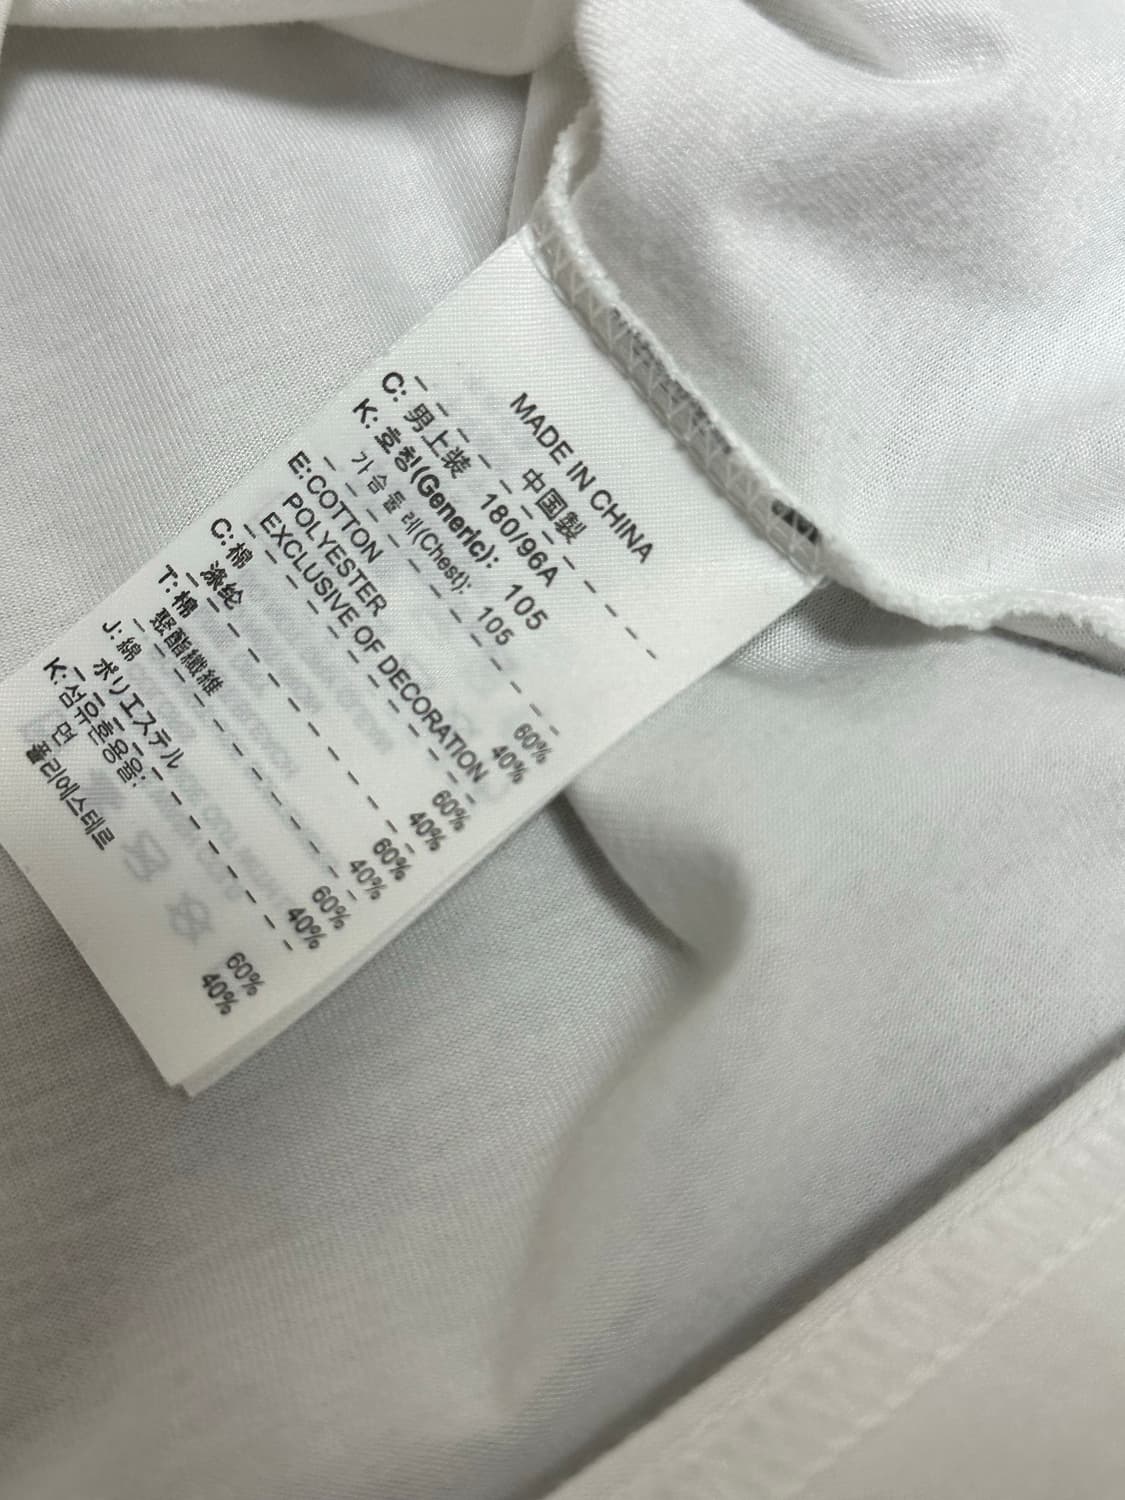 MADE IN CHINA
中国製
C: 男上装 180/96A
K: 호칭(Generic): 105
가슴둘레(Chest): 105
E:COTTON 60%
POLYESTER 40%
EXCLUSIVE OF DECORATION
C: 棉 60%
涤纶 40%
T: 棉 60%
聚酯纖維 40%
J: 綿 60%
ポリエステル 40%
K: 섬유혼용율:
면 60%
폴리에스테르 40%